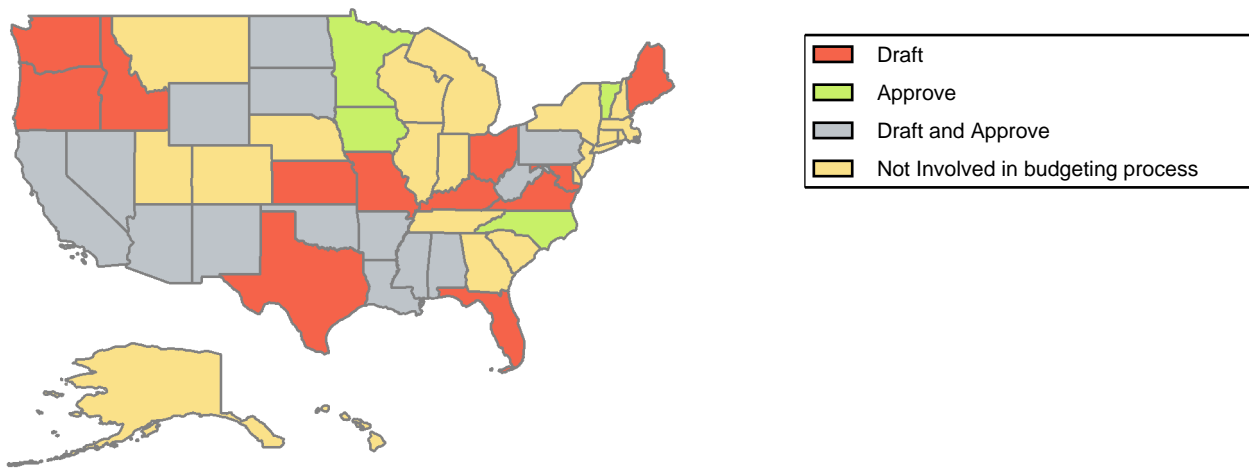 Draft
Approve
Draft and Approve
Not Involved in budgeting process